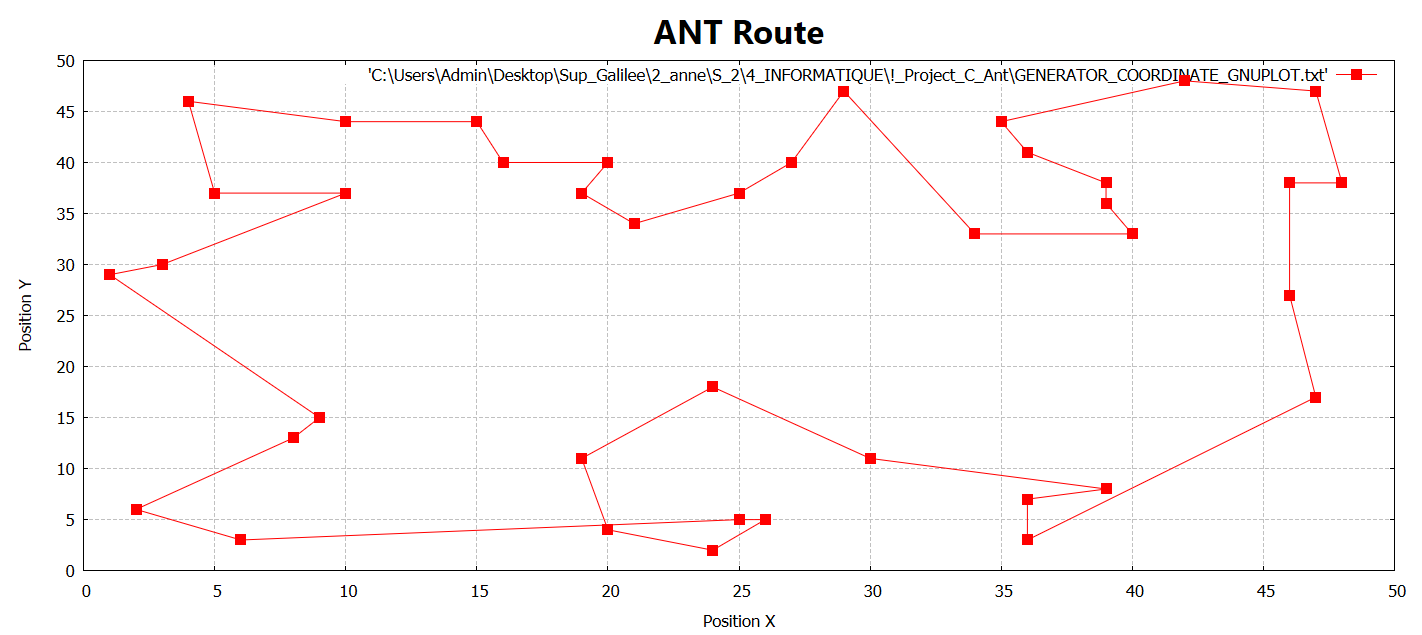 ANT Route
'C:\Users\Admin\Desktop\Sup_Galilee\2_anne\S_2\4_INFORMATIQUE\!_Project_C_Ant\GENERATOR_COORDINATE_GNUPLOT.txt'
50
45
40
35
30
25
20
15
10
5
0
Position Y
0 5 10 15 20 25 30 35 40 45 50
Position X